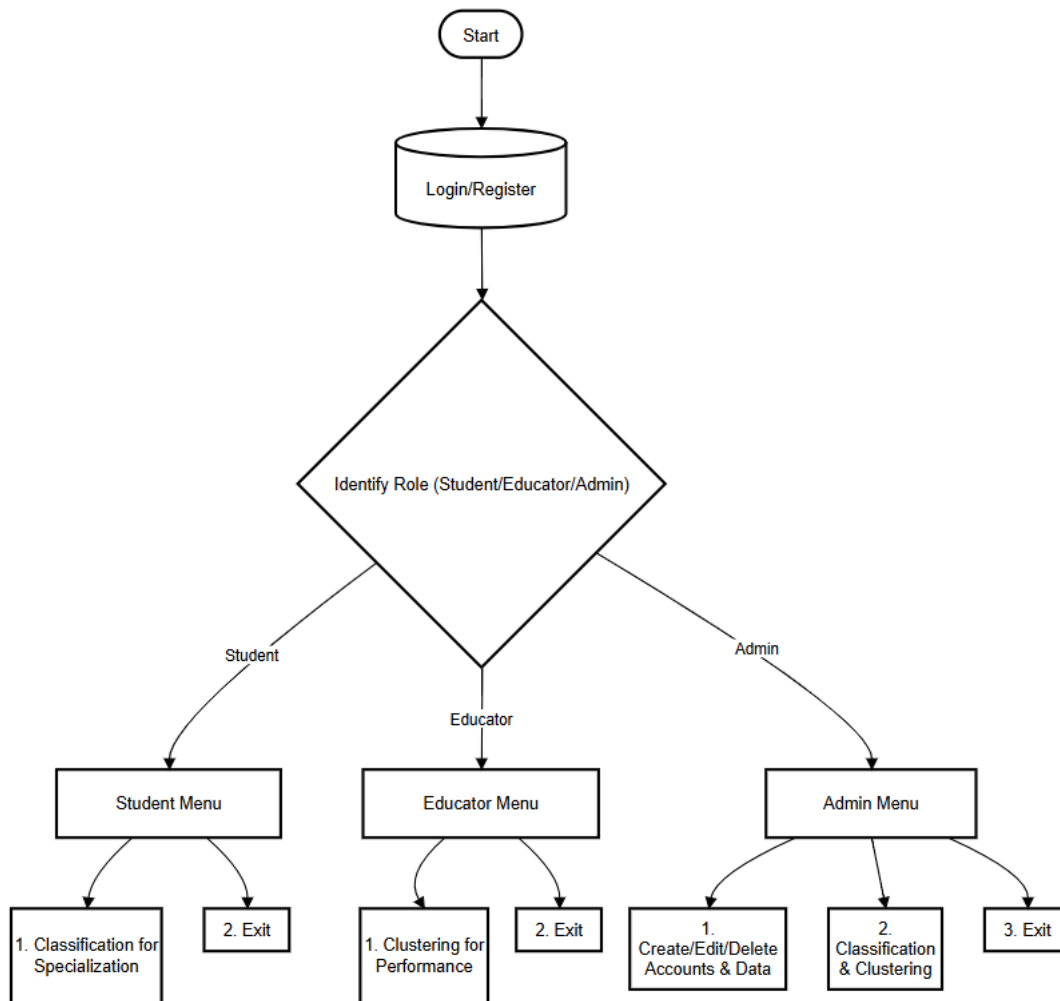 Start
Login/Register
Identify Role (Student/Educator/Admin)
Student
Educator
Admin
Student Menu
Educator Menu
Admin Menu
1. Classification for
Specialization
2. Exit
1. Clustering for
Performance
2. Exit
1.
Create/Edit/Delete
Accounts & Data
2.
Classification
& Clustering
3. Exit